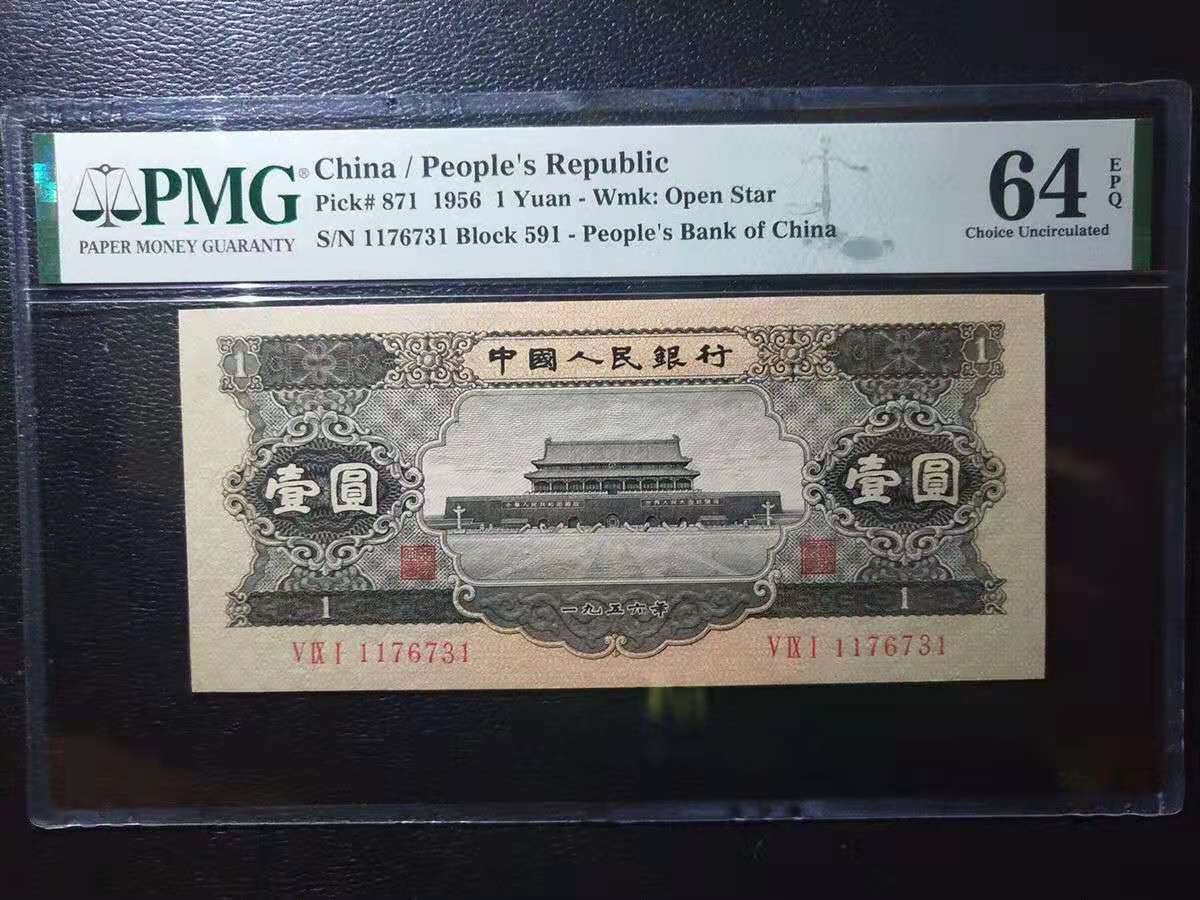 PMG®
PAPER MONEY GUARANTY
China / People's Republic
Pick# 871 1956 1 Yuan - Wmk: Open Star
S/N 1176731 Block 591 - People's Bank of China
64
EPQ
Choice Uncirculated
1
中國人民銀行
1
壹圓
壹圓
1
一九五六年
1
V IX I 1176731
V IX I 1176731